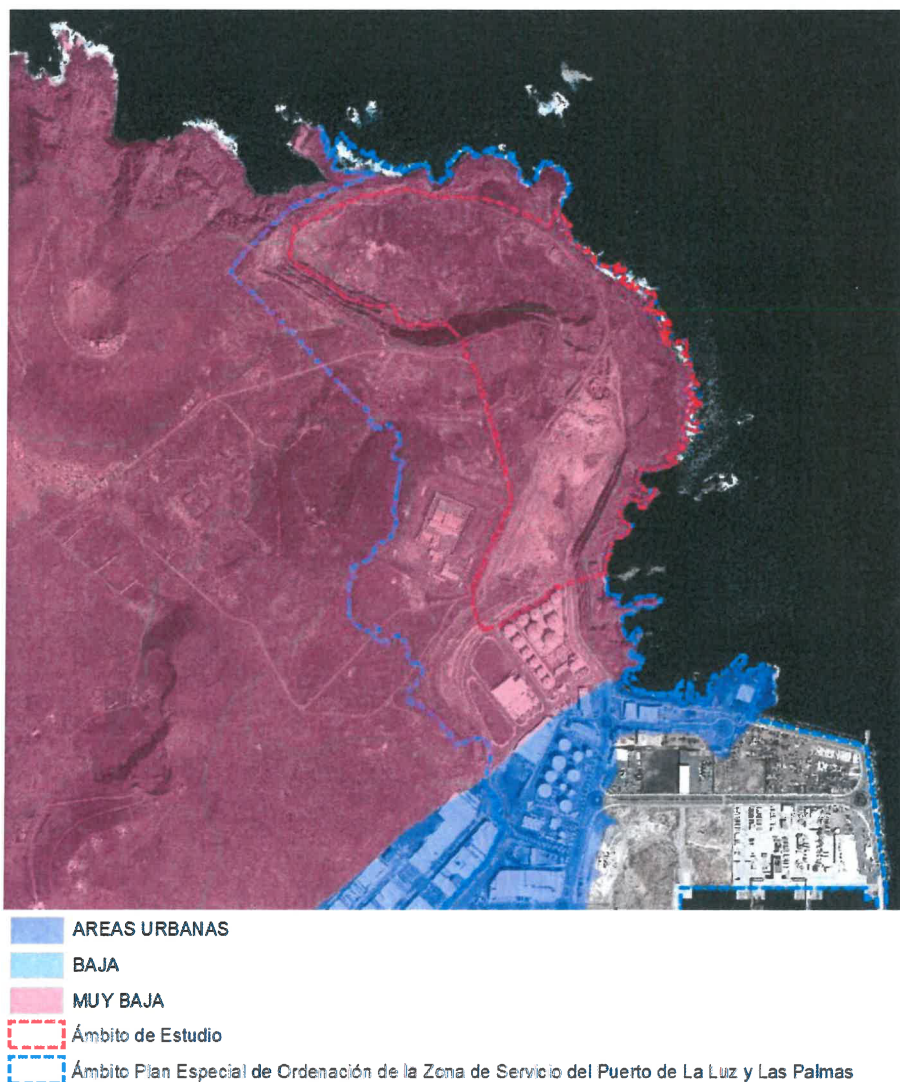 AREAS URBANAS
BAJA
MUY BAJA
Ámbito de Estudio
Ámbito Plan Especial de Ordenación de la Zona de Servicio del Puerto de La Luz y Las Palmas